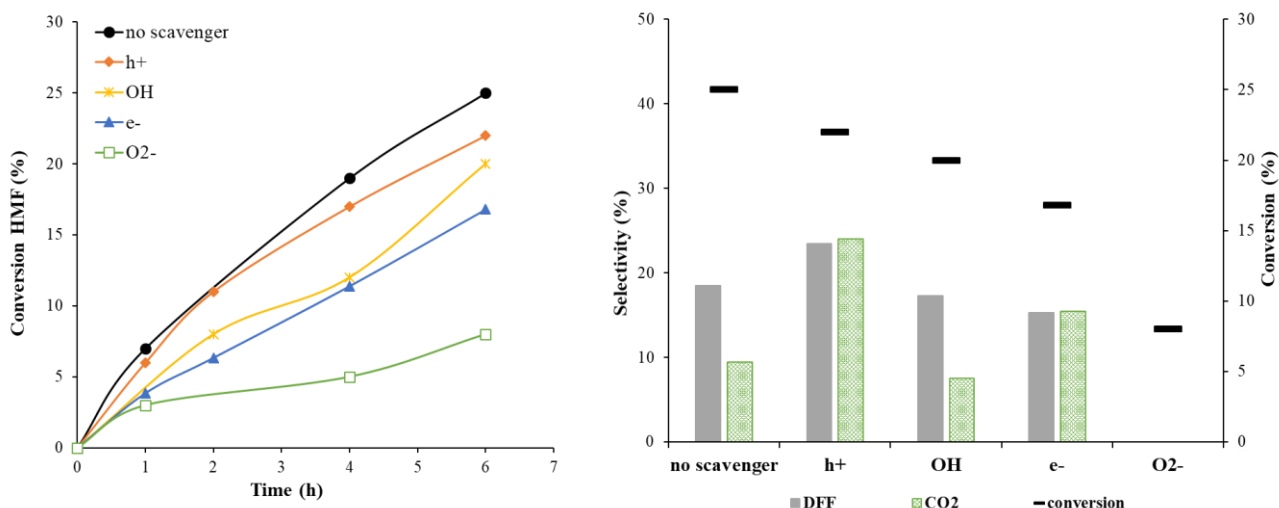 30
25
20
15
10
5
0
Conversion HMF (%)
no scavenger
h+
OH
e-
O2-
0 1 2 3 4 5 6 7
Time (h)
50
40
30
20
10
0
Selectivity (%)
30
25
20
15
10
5
0
Conversion (%)
no scavenger h+ OH e- O2-
DFF CO2 conversion